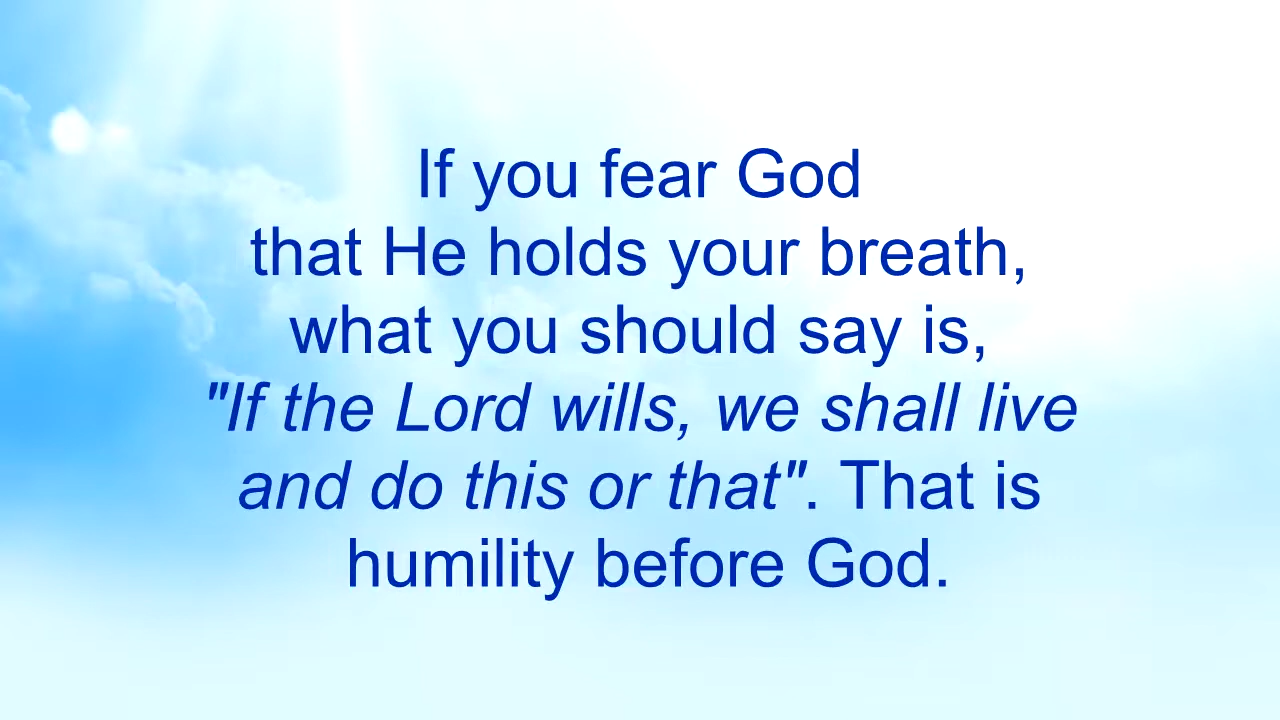 If you fear God
that He holds your breath,
what you should say is,
"If the Lord wills, we shall live
and do this or that". That is
humility before God.